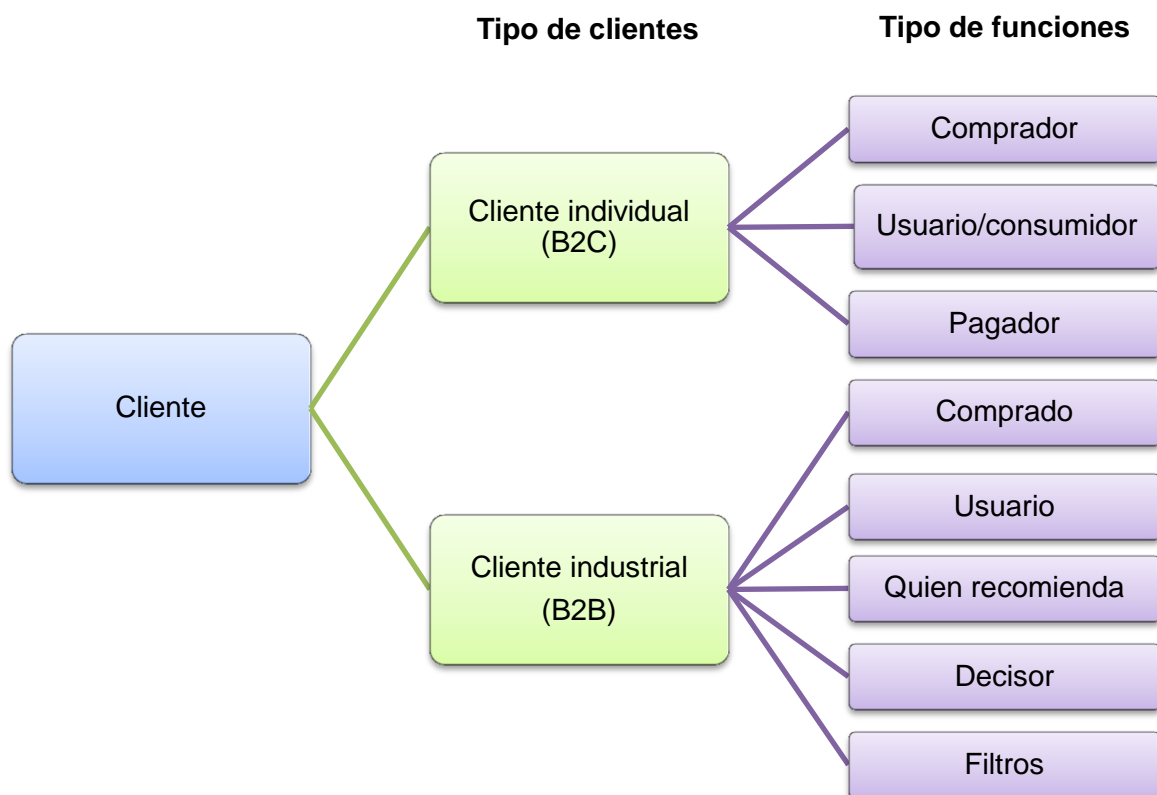 Tipo de clientes
Tipo de funciones
Cliente
Cliente individual
(B2C)
Comprador
Usuario/consumidor
Pagador
Cliente industrial
(B2B)
Comprado
Usuario
Quien recomienda
Decisor
Filtros